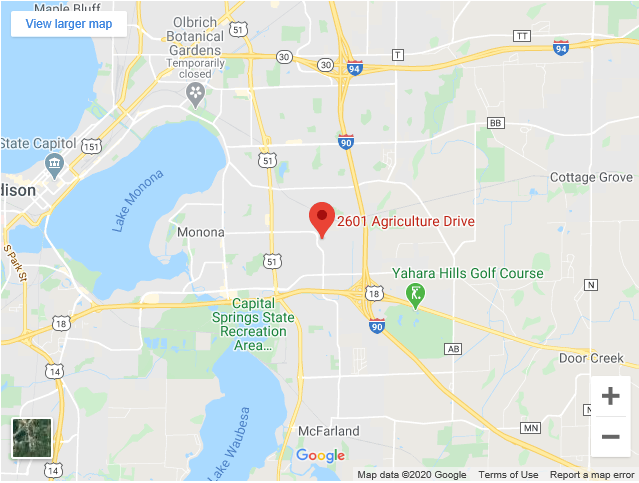 Maple Bluff
View larger map
Olbrich
Botanical
Gardens
Temporarily
closed
51
30
30
T
TT
94
94
90
BB
State Capitol
151
51
Cottage Grove
dison
Lake Monona
Monona
2601 Agriculture Drive
S Park St
51
Yahara Hills Golf Course
N
18
Capital
Springs State
Recreation
Area...
18
90
AB
Door Creek
14
MN
MN
McFarland
Lake Waubesa
14
Google
Map data ©2020 Google
Terms of Use
Report a map error